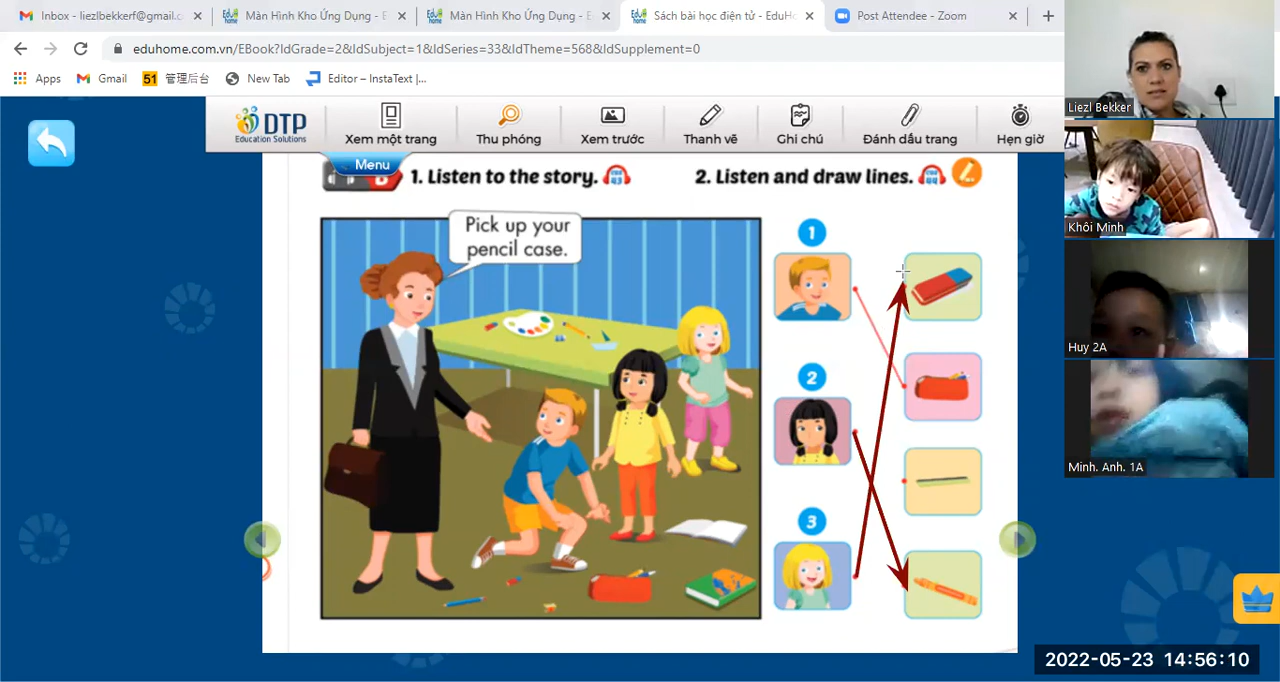 Inbox - liezlbekkerf@gmail.c
Màn Hình Kho Ứng Dụng - E
Màn Hình Kho Ứng Dụng - E
Sách bài học điện tử - EduHo
Post Attendee - Zoom
eduhome.com.vn/EBook?IdGrade=2&IdSubject=1&IdSeries=33&IdTheme=568&IdSupplement=0
Apps
Gmail
51 管理后台
New Tab
Editor – InstaText |...
DTP
Education Solutions
Xem một trang
Thu phóng
Xem trước
Thanh vẽ
Ghi chú
Đánh dấu trang
Hẹn giờ
Menu
1. Listen to the story.
2. Listen and draw lines.
Pick up your
pencil case.
1
2
3
Liezl Bekker
Khôi Minh
Huy 2A
Minh. Anh. 1A
2022-05-23 14:56:10